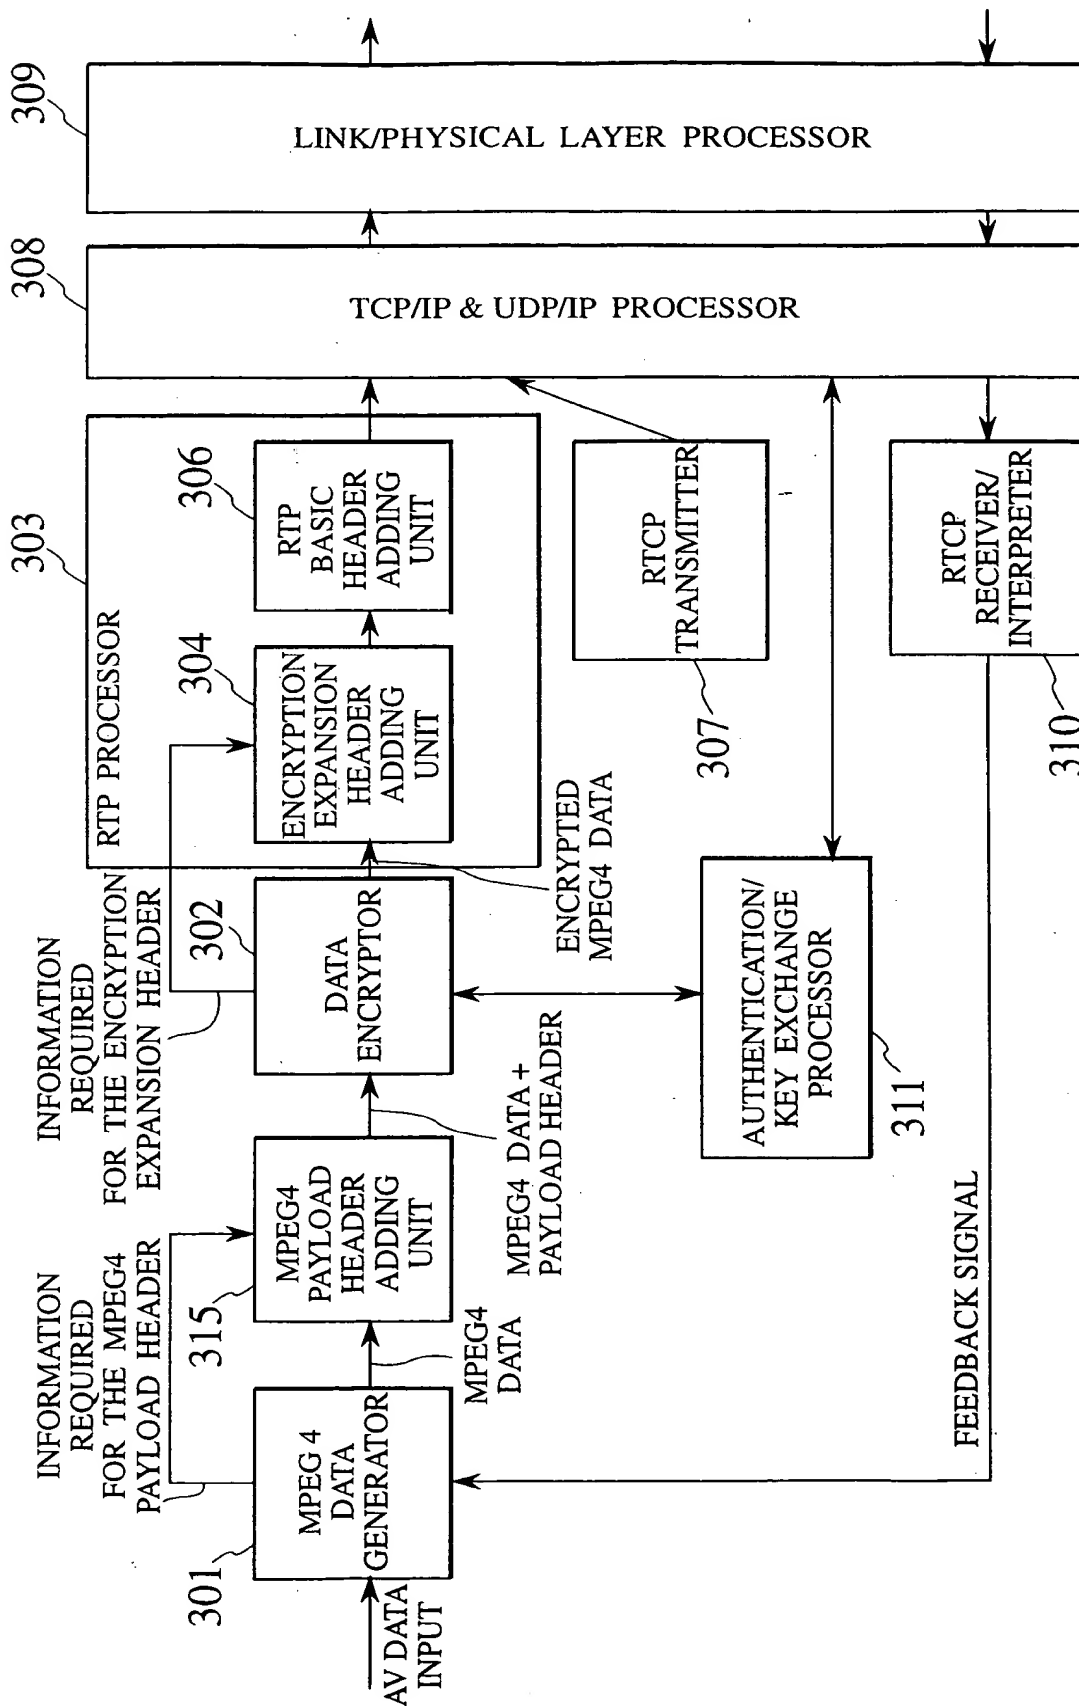 INFORMATION
REQUIRED
FOR THE MPEG4
PAYLOAD HEADER
INFORMATION
REQUIRED
FOR THE ENCRYPTION
EXPANSION HEADER
303
308
309
RTP PROCESSOR
301
315
302
304
306
AV DATA
INPUT
MPEG 4
DATA
GENERATOR
MPEG4
DATA
MPEG4
PAYLOAD
HEADER
ADDING
UNIT
MPEG4 DATA +
PAYLOAD HEADER
DATA
ENCRYPTOR
ENCRYPTED
MPEG4 DATA
ENCRYPTION
EXPANSION
HEADER
ADDING
UNIT
RTP
BASIC
HEADER
ADDING
UNIT
TCP/IP & UDP/IP PROCESSOR
LINK/PHYSICAL LAYER PROCESSOR
RTCP
TRANSMITTER
307
AUTHENTICATION/
KEY EXCHANGE
PROCESSOR
311
RTCP
RECEIVER/
INTERPRETER
310
FEEDBACK SIGNAL